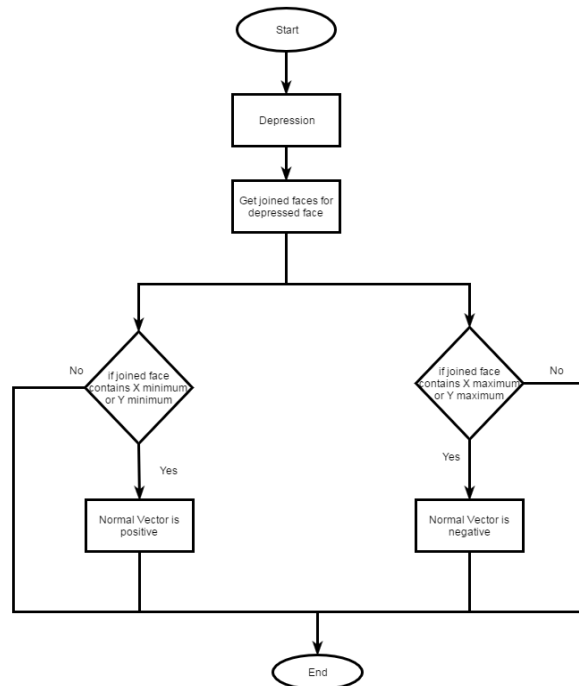 Start
Depression
Get joined faces for
depressed face
No
if joined face
contains X minimum
or Y minimum
if joined face
contains X maximum
or Y maximum
No
Yes
Yes
Normal Vector is
positive
Normal Vector is
negative
End